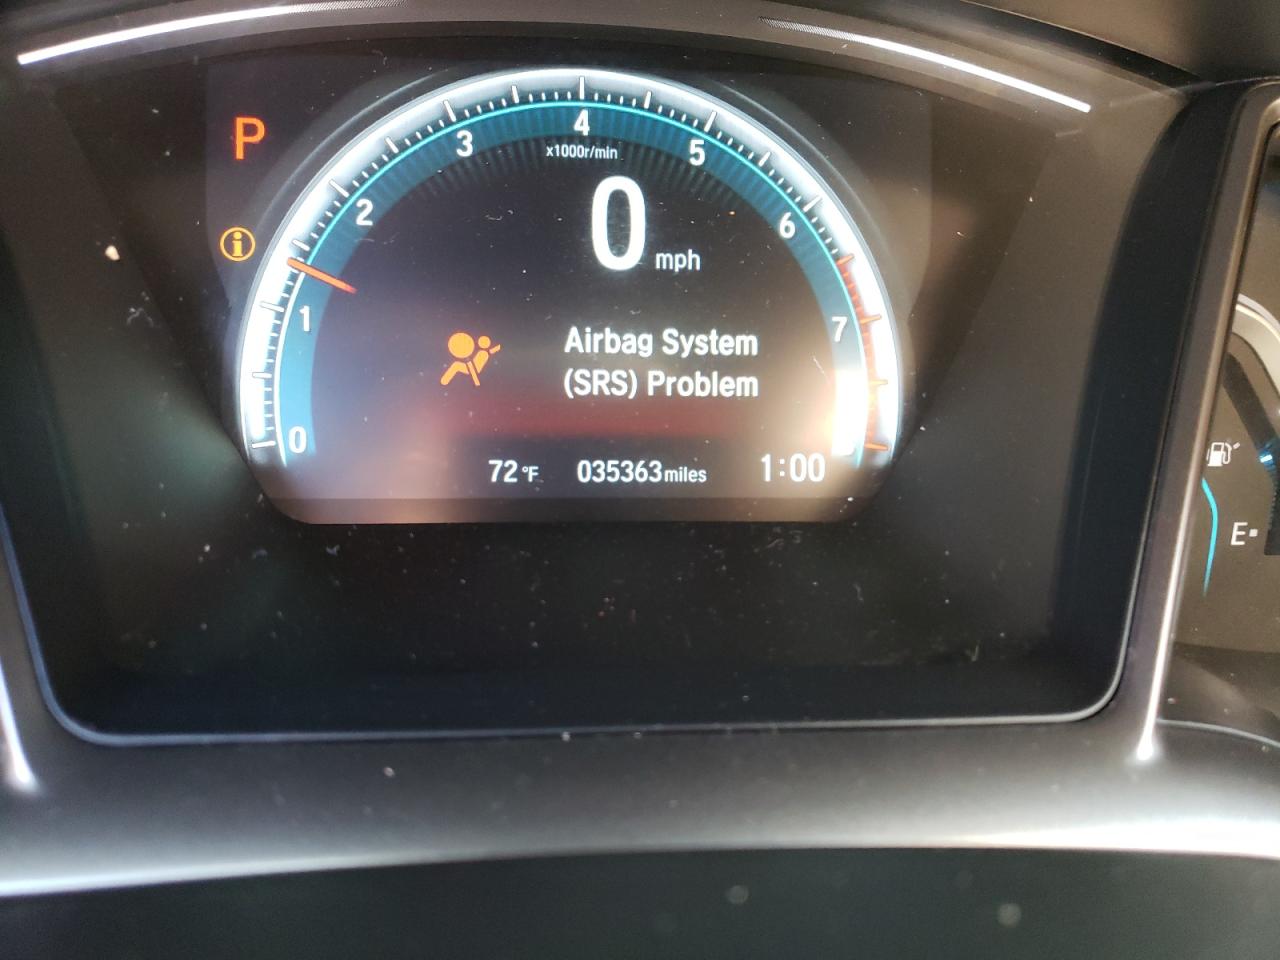 P
4
3
5
x1000r/min
2
6
0
mph
1
7
Airbag System
(SRS) Problem
0
72°F
035363miles
1:00
E